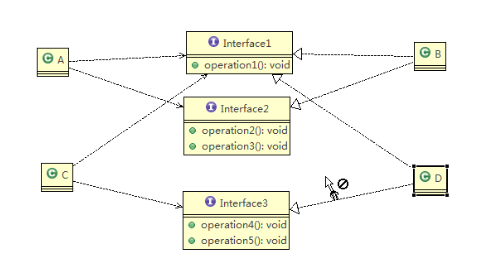 I Interface1
operation1(): void
C A
C B
I Interface2
operation2(): void
operation3(): void
C C
C D
I Interface3
operation4(): void
operation5(): void